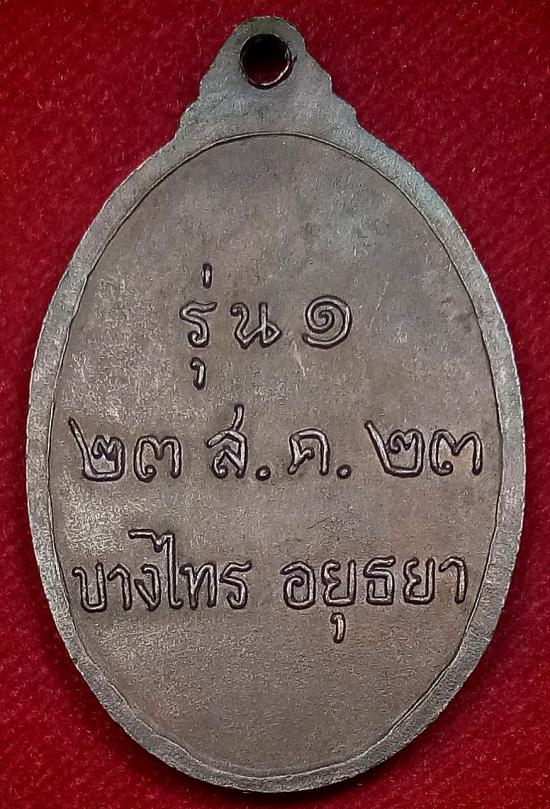 รุ่น ๑
๒๓ ส.ค. ๒๓
บางไทร อยุธยา